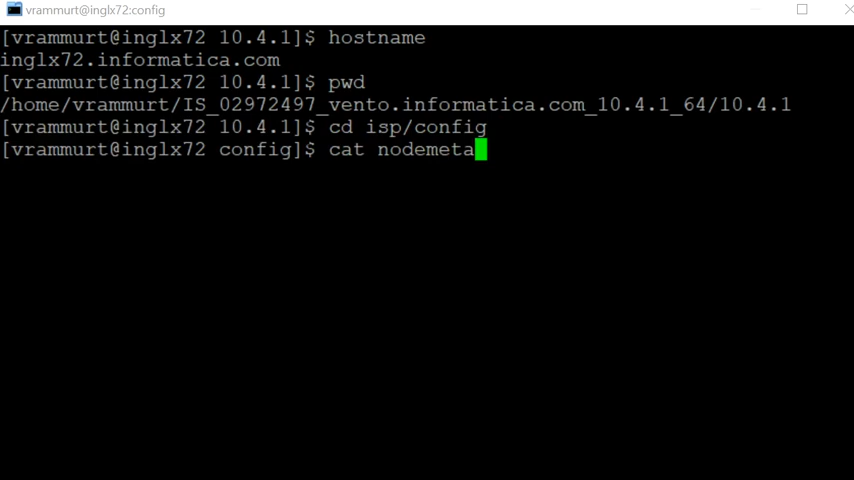 vrammurt@inglx72:config
[vrammurt@inglx72 10.4.1]$ hostname
inglx72.informatica.com
[vrammurt@inglx72 10.4.1]$ pwd
/home/vrammurt/IS_02972497_vento.informatica.com_10.4.1_64/10.4.1
[vrammurt@inglx72 10.4.1]$ cd isp/config
[vrammurt@inglx72 config]$ cat nodemeta